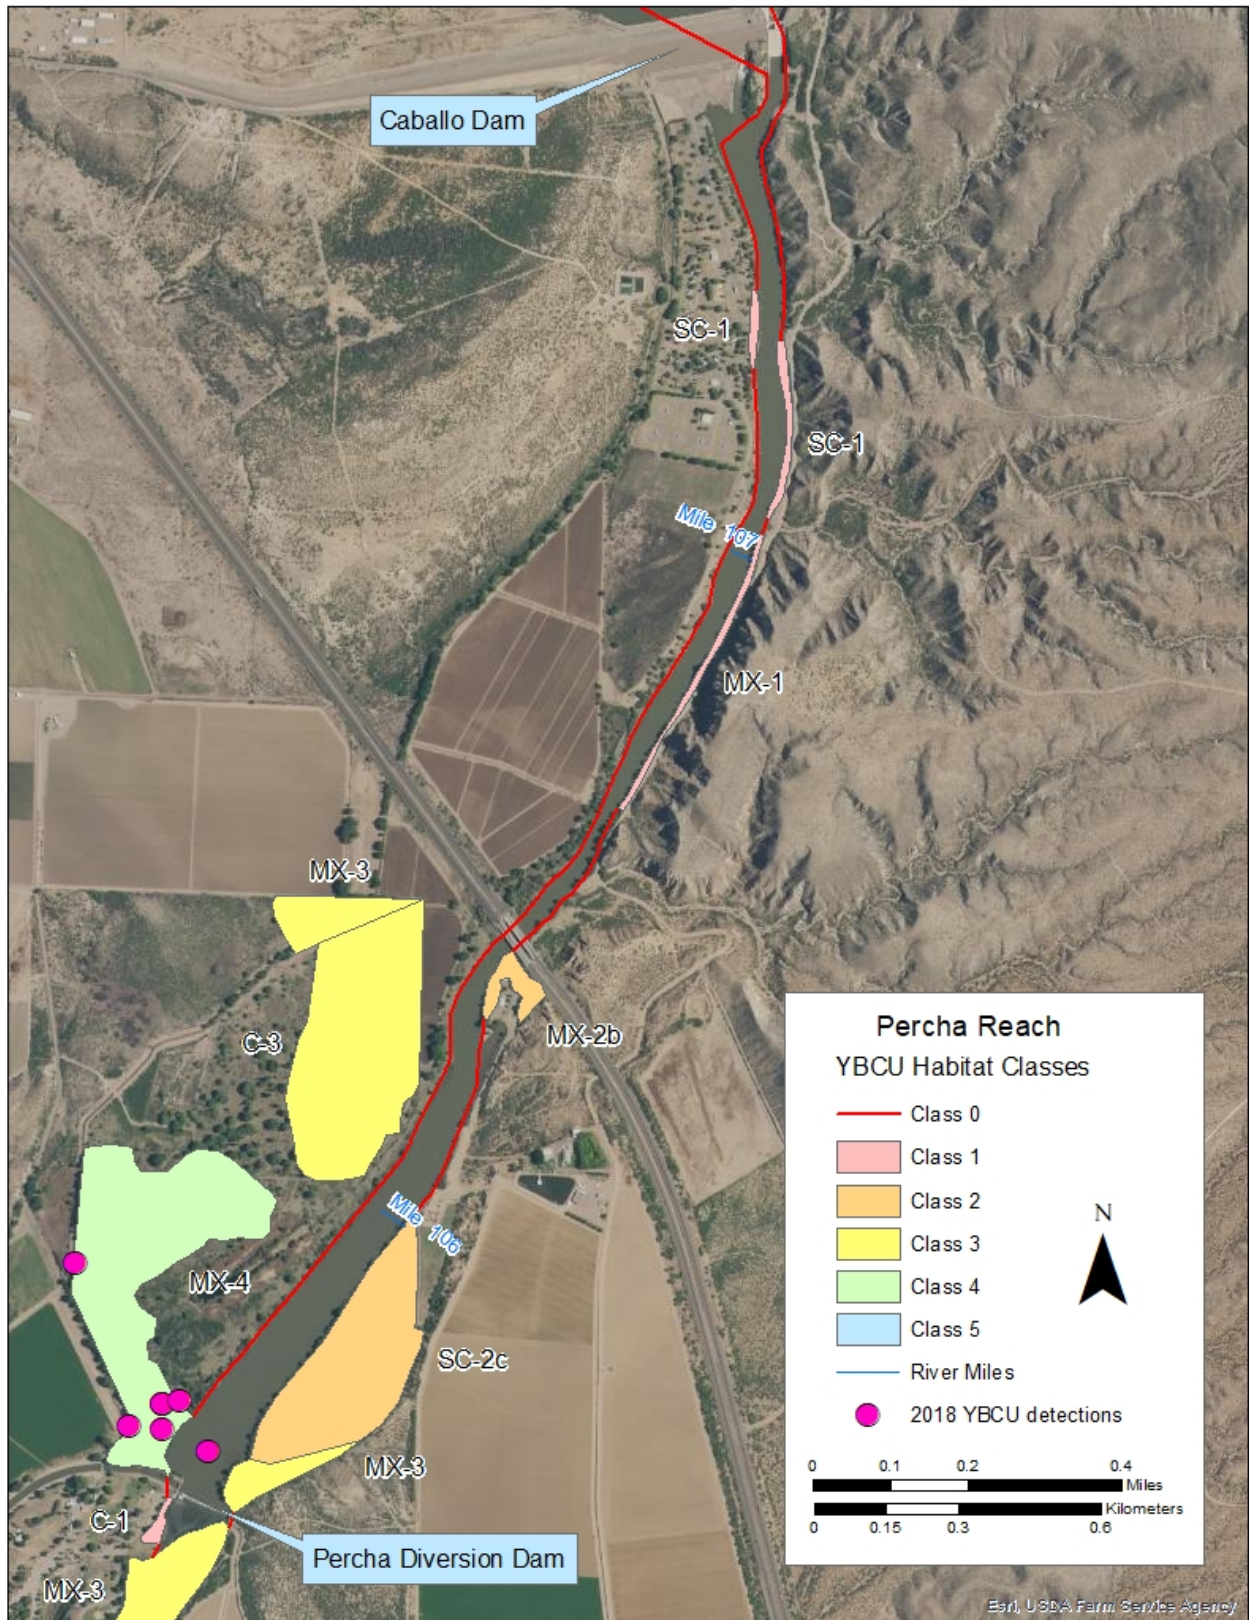 Caballo Dam
SC-1
SC-1
Mile 107
MX-1
MX-3
C-3
MX-2b
Mile 106
MX-4
SC-2c
MX-3
C-1
Percha Diversion Dam
MX-3
Percha Reach
YBCU Habitat Classes
Class 0
Class 1
Class 2
Class 3
Class 4
Class 5
River Miles
2018 YBCU detections
N
0 0.1 0.2 0.4
Miles
Kilometers
0 0.15 0.3 0.6
Esri, USDA Farm Service Agency